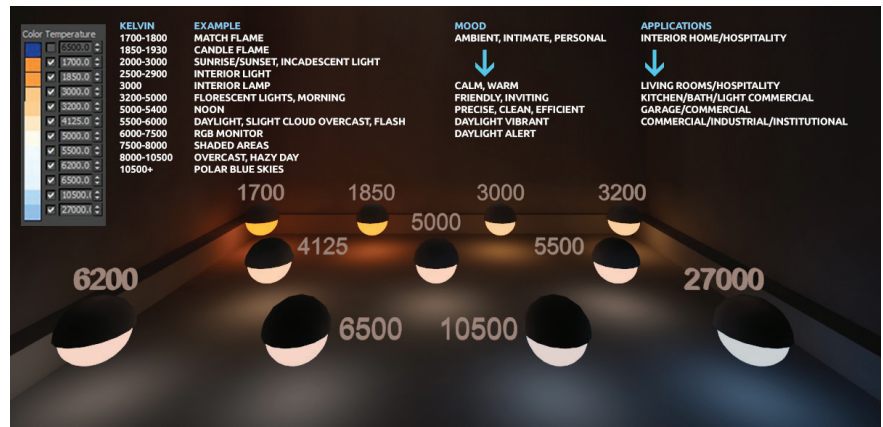 Color Temperature
6500.0
1700.0
1850.0
3000.0
3200.0
4125.0
5000.0
5500.0
6200.0
6500.0
10500.(
27000.(
KELVIN EXAMPLE
1700-1800 MATCH FLAME
1850-1930 CANDLE FLAME
2000-3000 SUNRISE/SUNSET, INCADESCENT LIGHT
2500-2900 INTERIOR LIGHT
3000 INTERIOR LAMP
3200-5000 FLORESCENT LIGHTS, MORNING
5000-5400 NOON
5500-6000 DAYLIGHT, SLIGHT CLOUD OVERCAST, FLASH
6000-7500 RGB MONITOR
7500-8000 SHADED AREAS
8000-10500 OVERCAST, HAZY DAY
10500+ POLAR BLUE SKIES
MOOD
AMBIENT, INTIMATE, PERSONAL
CALM, WARM
FRIENDLY, INVITING
PRECISE, CLEAN, EFFICIENT
DAYLIGHT VIBRANT
DAYLIGHT ALERT
APPLICATIONS
INTERIOR HOME/HOSPITALITY
LIVING ROOMS/HOSPITALITY
KITCHEN/BATH/LIGHT COMMERCIAL
GARAGE/COMMERCIAL
COMMERCIAL/INDUSTRIAL/INSTITUTIONAL
1700 1850 3000 3200
4125 5000 5500
6200 27000
6500 10500